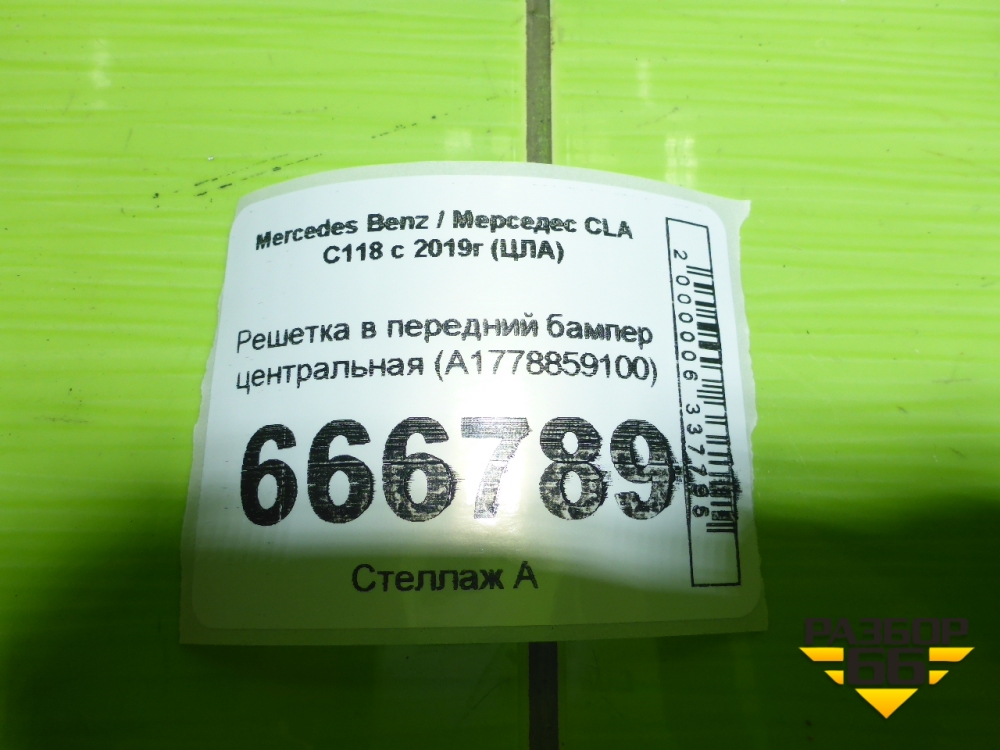 Mercedes Benz / Мерседес CLA
C118 с 2019г (ЦЛА)
Решетка в передний бампер
центральная (A1778859100)
666789
Стеллаж А
2000006337796
РАЗБОР
66